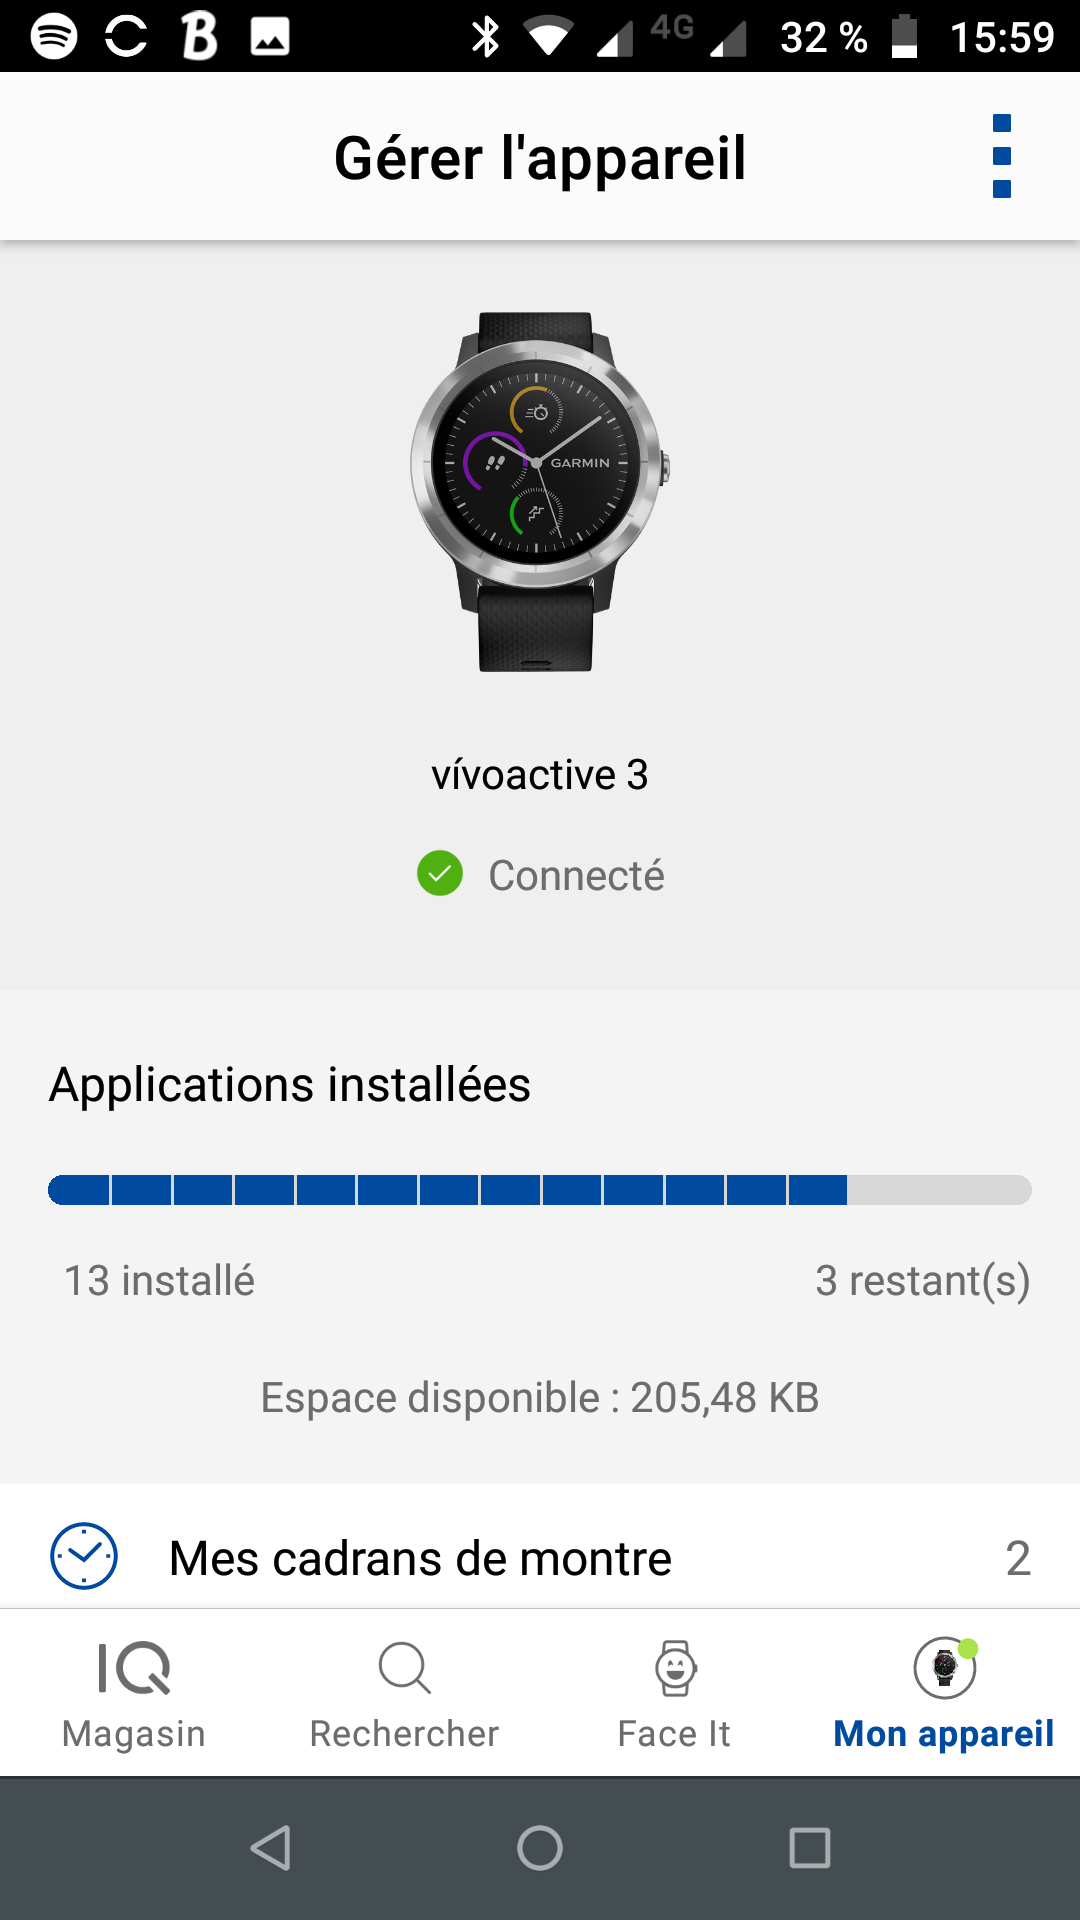 4G 32 % 15:59
Gérer l'appareil
GARMIN
vívoactive 3
Connecté
Applications installées
13 installé 3 restant(s)
Espace disponible : 205,48 KB
Mes cadrans de montre 2
IQ
Magasin Rechercher Face It Mon appareil